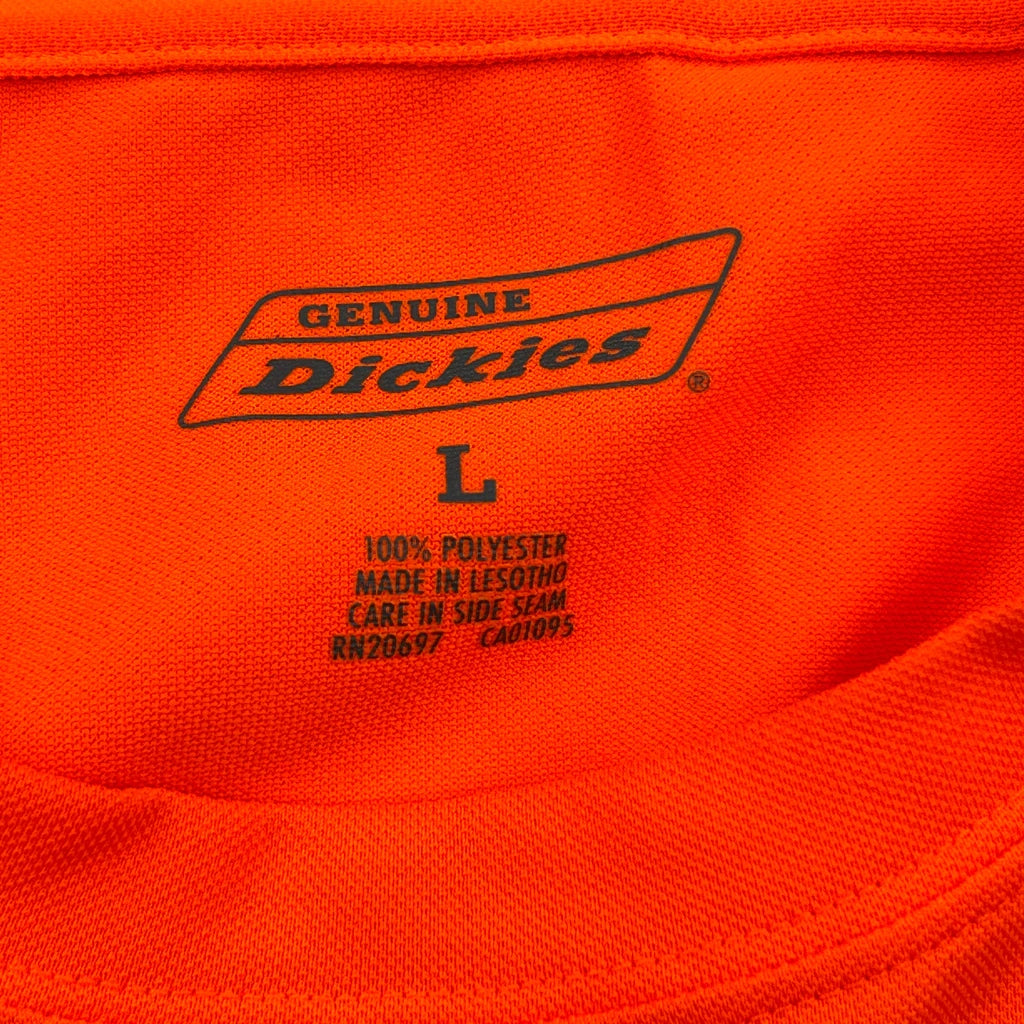 GENUINE
Dickies®
L
100% POLYESTER
MADE IN LESOTHO
CARE IN SIDE SEAM
RN20697 CA01095